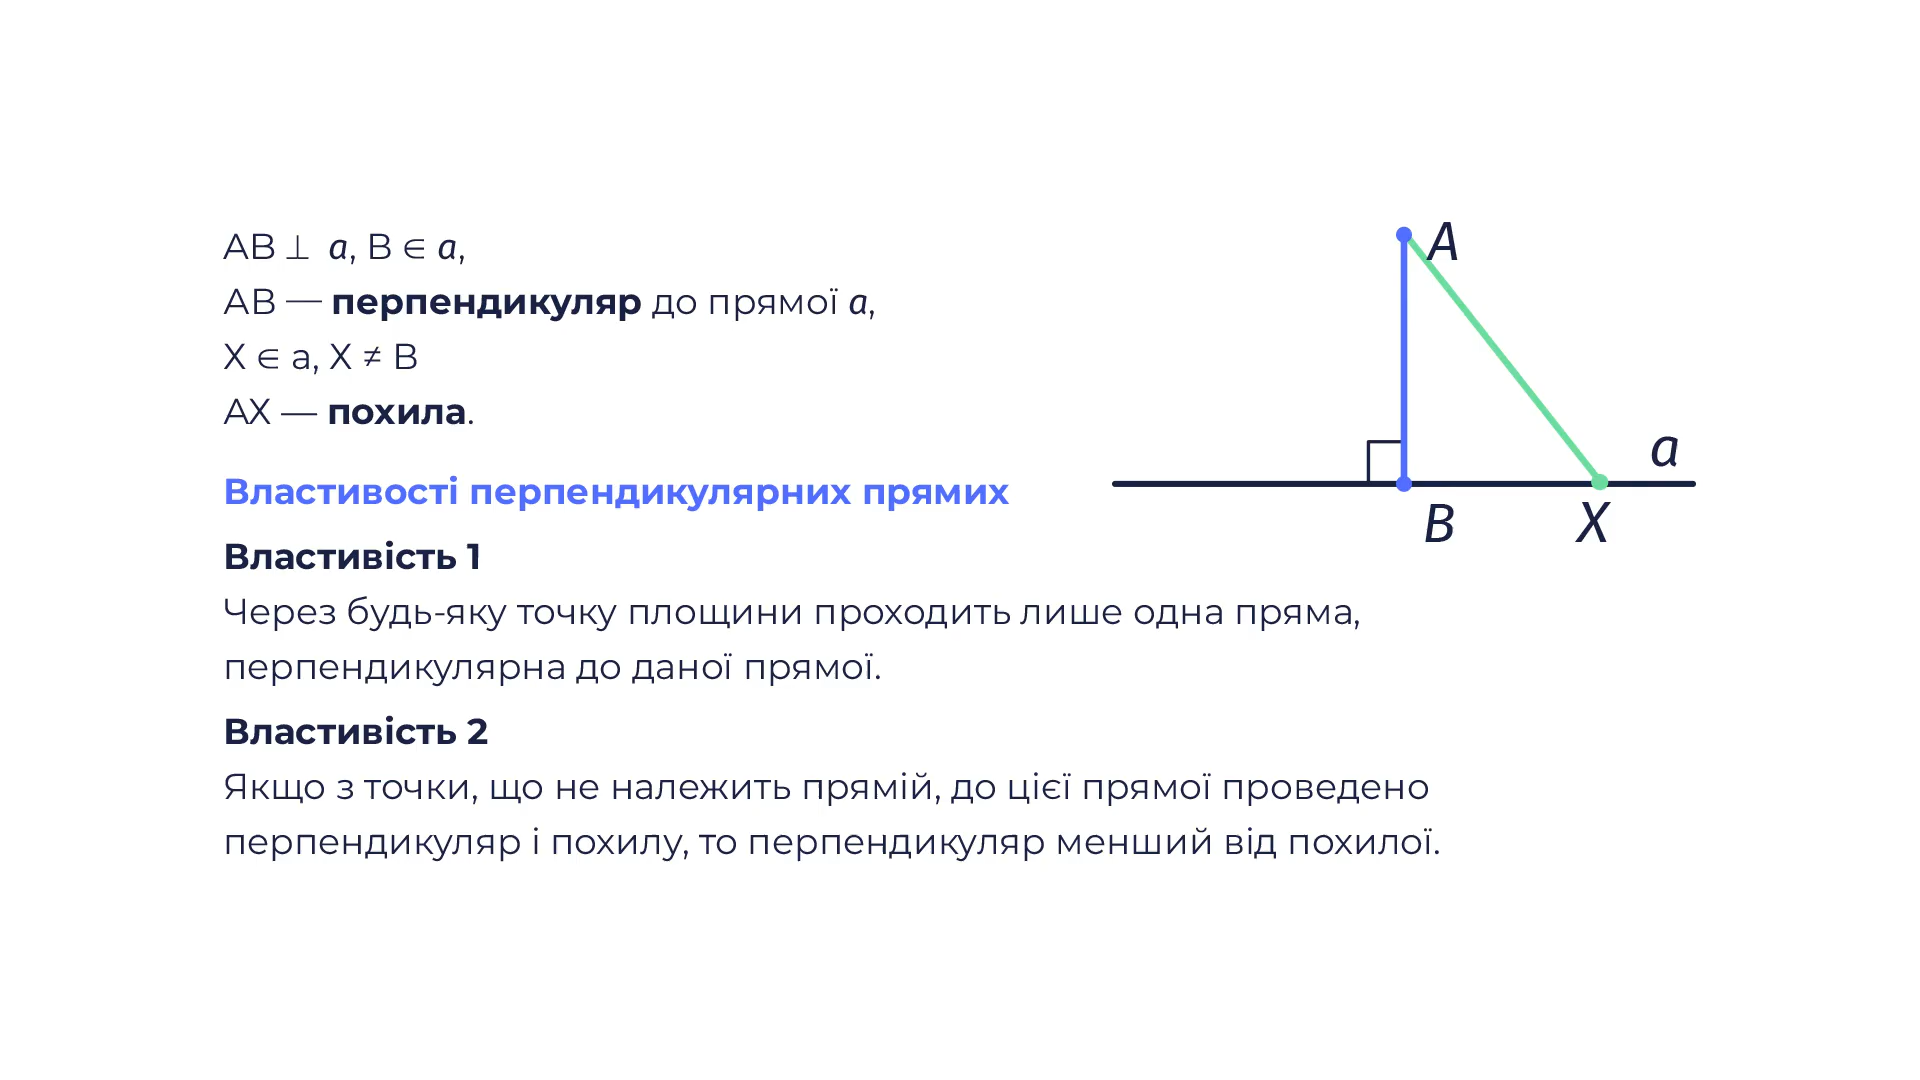 AB ⊥ a, B ∈ a,
AB — перпендикуляр до прямої a,
X ∈ a, X ≠ B
AX — похила.
A
a
B
X
Властивості перпендикулярних прямих
Властивість 1
Через будь-яку точку площини проходить лише одна пряма,
перпендикулярна до даної прямої.
Властивість 2
Якщо з точки, що не належить прямій, до цієї прямої проведено
перпендикуляр і похилу, то перпендикуляр менший від похилої.